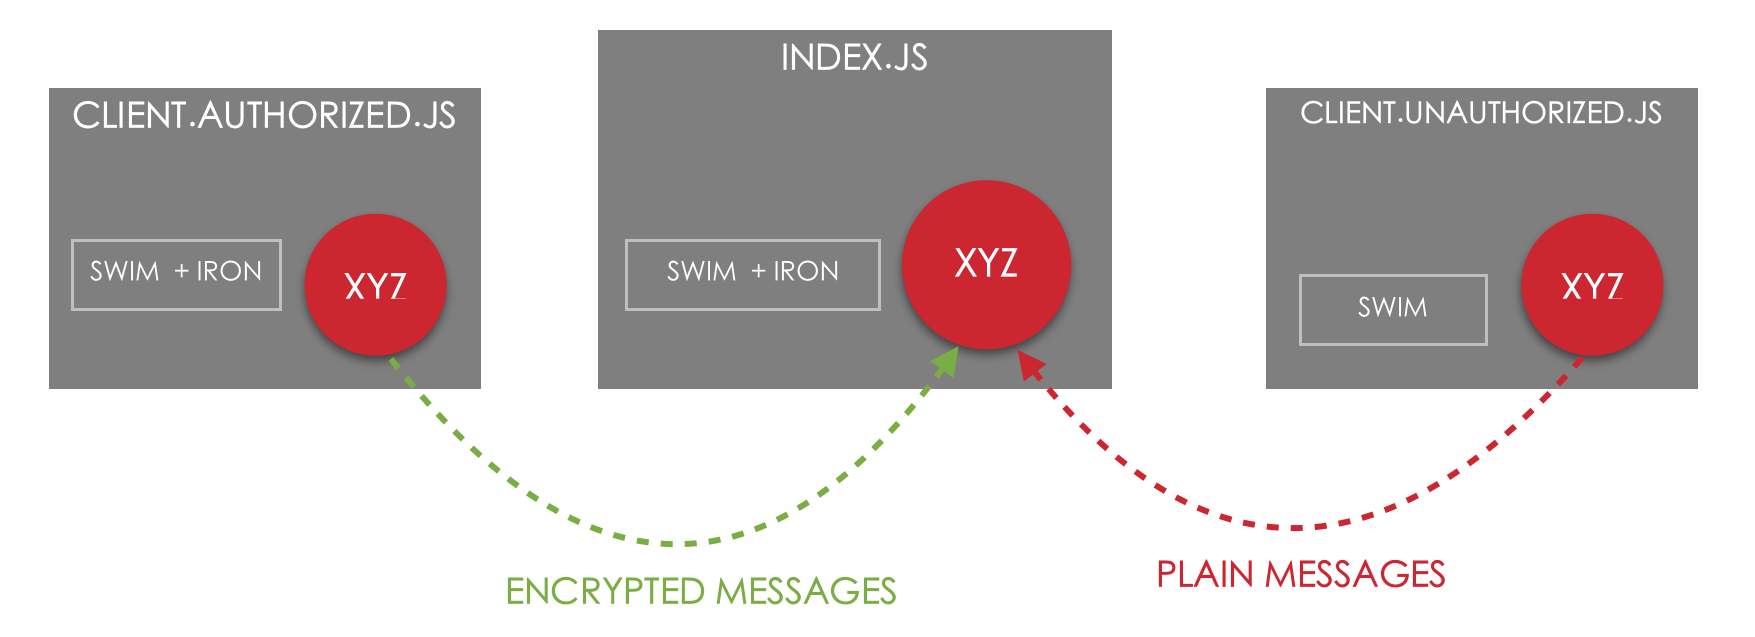 INDEX.JS
CLIENT.AUTHORIZED.JS
CLIENT.UNAUTHORIZED.JS
SWIM + IRON
XYZ
SWIM + IRON
XYZ
SWIM
XYZ
ENCRYPTED MESSAGES
PLAIN MESSAGES